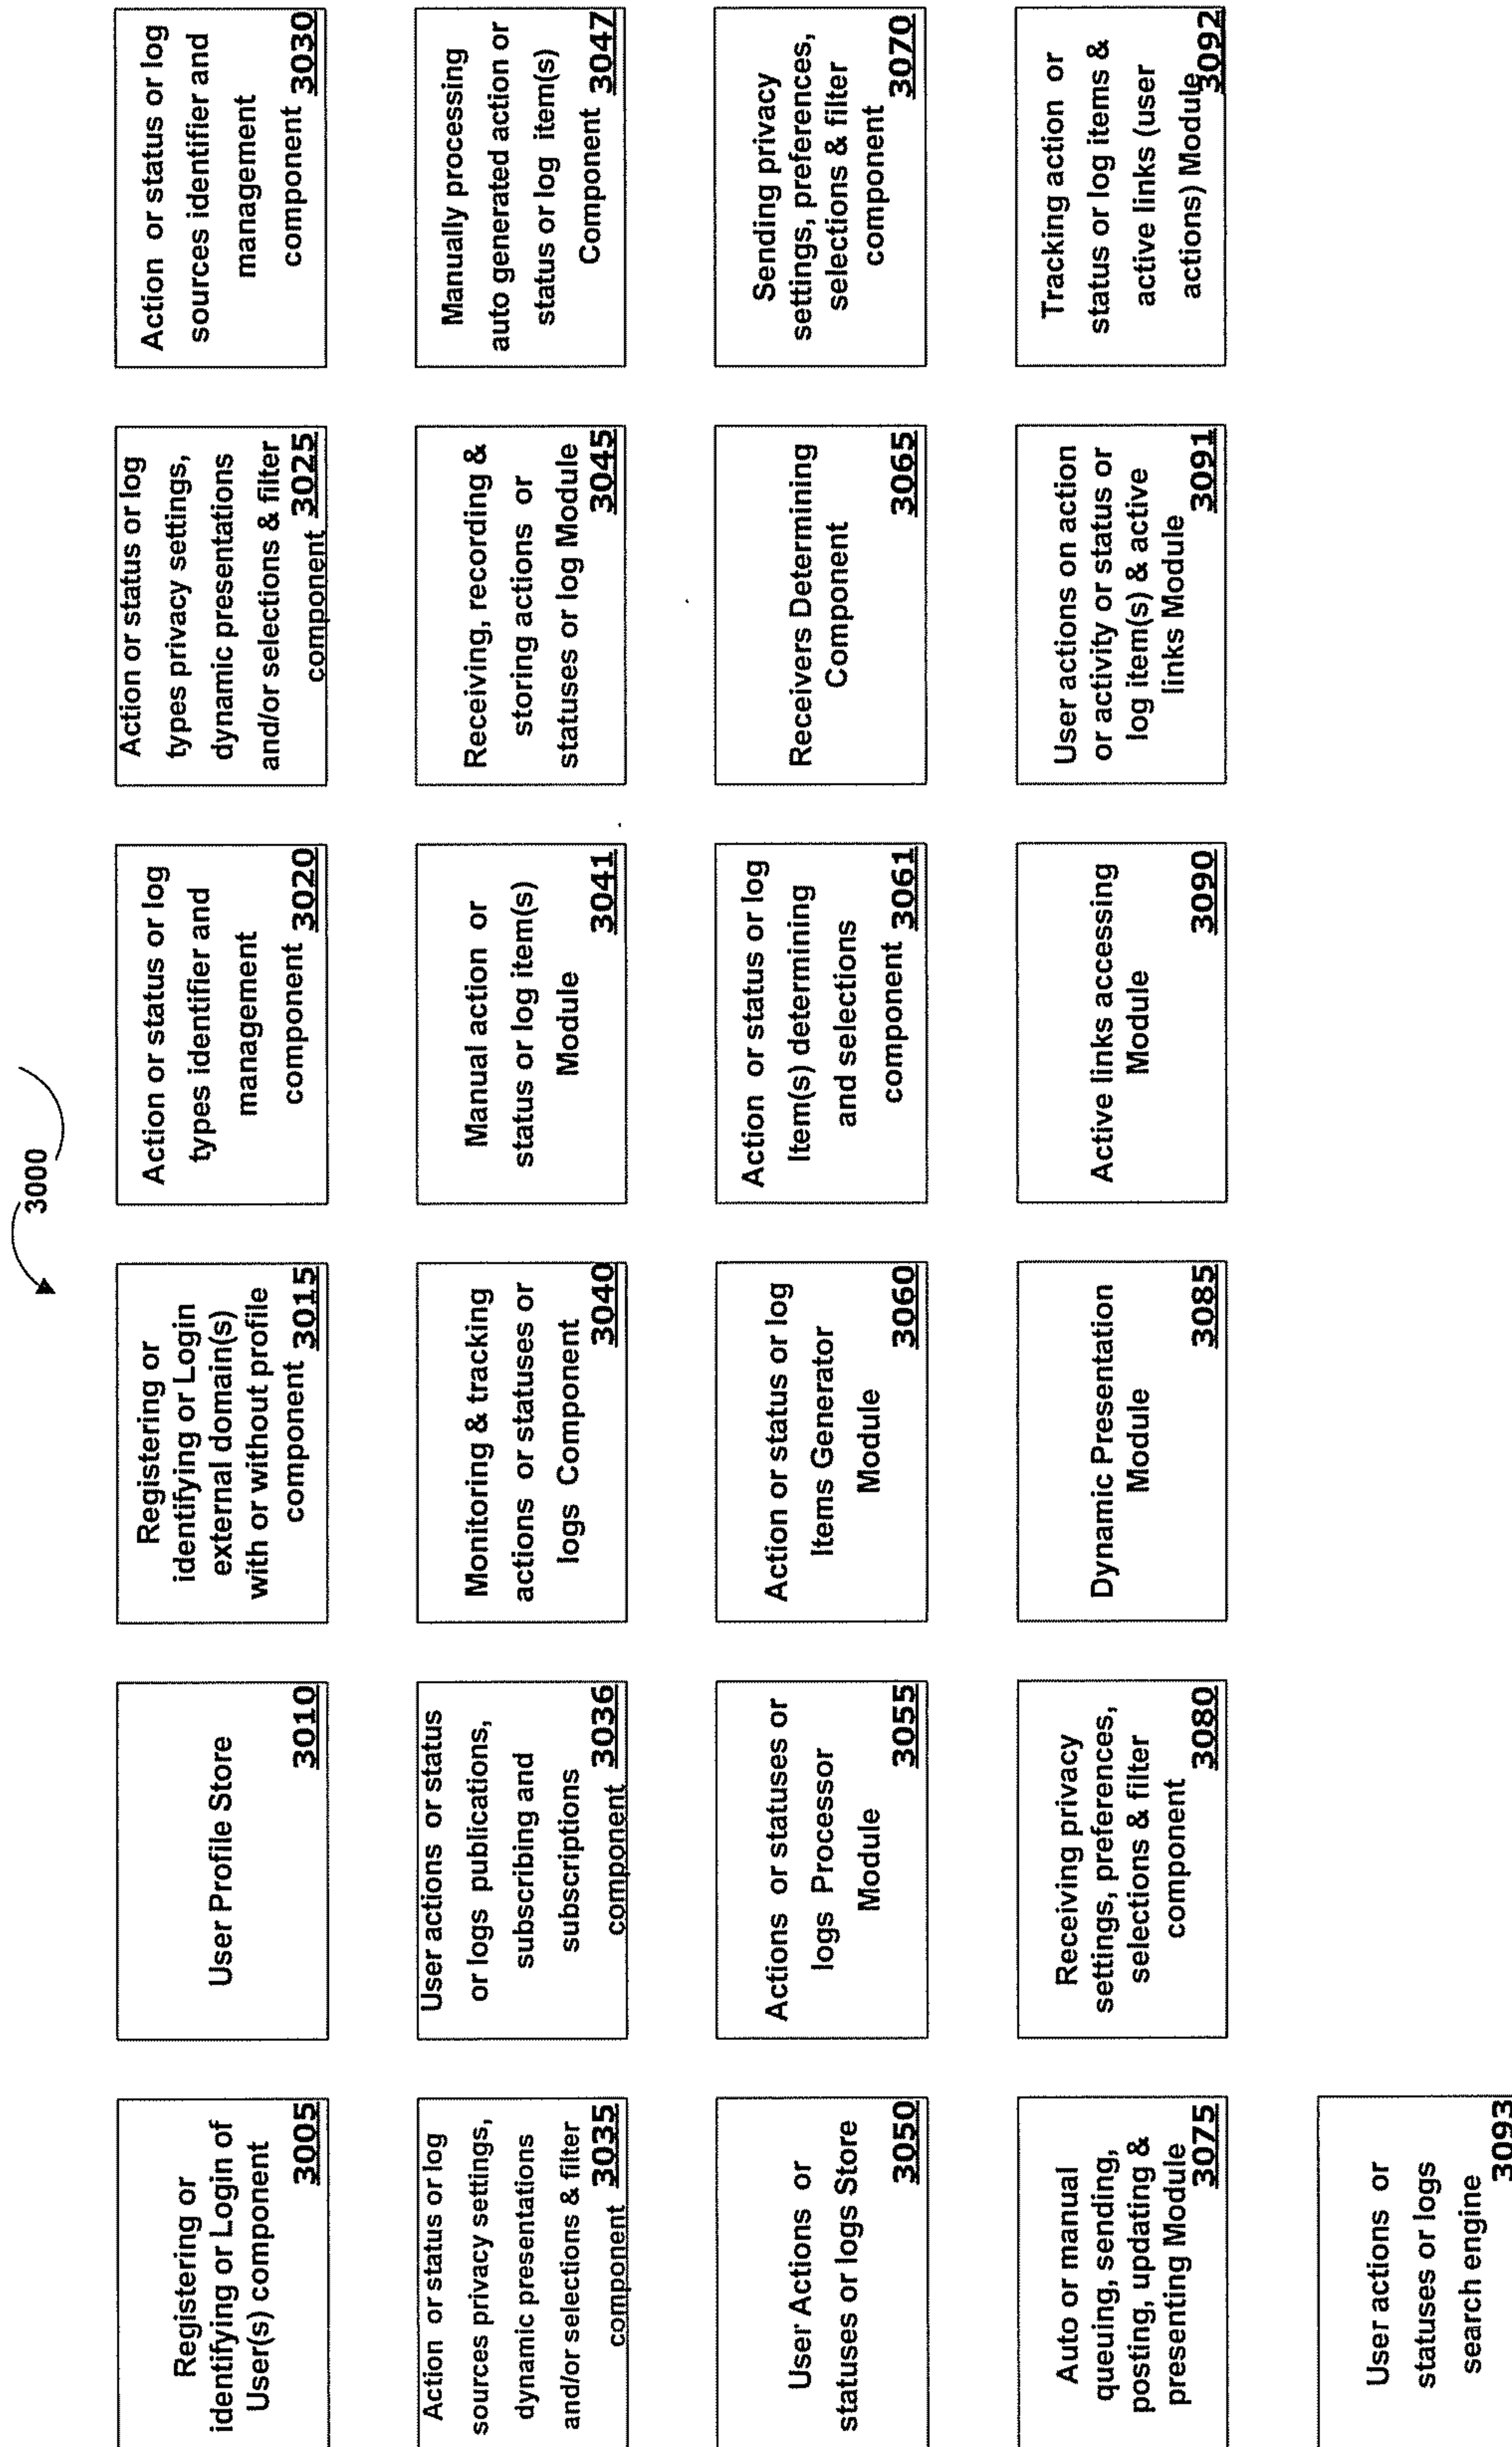 3000
Registering or
identifying or Login of
User(s) component
3005
User Profile Store
3010
Registering or
identifying or Login
external domain(s)
with or without profile
component 3015
Action or status or log
types identifier and
management
component 3020
Action or status or log
types privacy settings,
dynamic presentations
and/or selections & filter
component 3025
Action or status or log
sources identifier and
management
component 3030
Action or status or log
sources privacy settings,
dynamic presentations
and/or selections & filter
component 3035
User actions or status
or logs publications,
subscribing and
subscriptions
component 3036
Monitoring & tracking
actions or statuses or
logs Component
3040
Manual action or
status or log item(s)
Module
3041
Receiving, recording &
storing actions or
statuses or log Module
3045
Manually processing
auto generated action or
status or log item(s)
Component 3047
User Actions or
statuses or logs Store
3050
Actions or statuses or
logs Processor
Module
3055
Action or status or log
Items Generator
Module
3060
Action or status or log
Item(s) determining
and selections
component 3061
Receivers Determining
Component
3065
Sending privacy
settings, preferences,
selections & filter
component
3070
Auto or manual
queuing, sending,
posting, updating &
presenting Module
3075
Receiving privacy
settings, preferences,
selections & filter
component
3080
Dynamic Presentation
Module
3085
Active links accessing
Module
3090
User actions on action
or activity or status or
log item(s) & active
links Module
3091
Tracking action or
status or log items &
active links (user
actions) Module
3092
User actions or
statuses or logs
search engine
3093